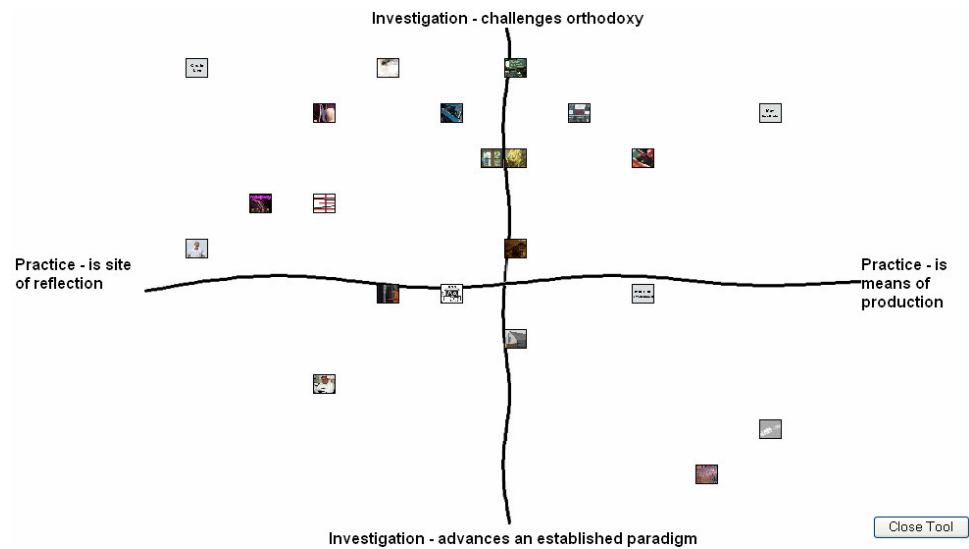 Investigation - challenges orthodoxy
Practice - is site
of reflection
Practice - is
means of
production
Close Tool
Investigation - advances an established paradigm